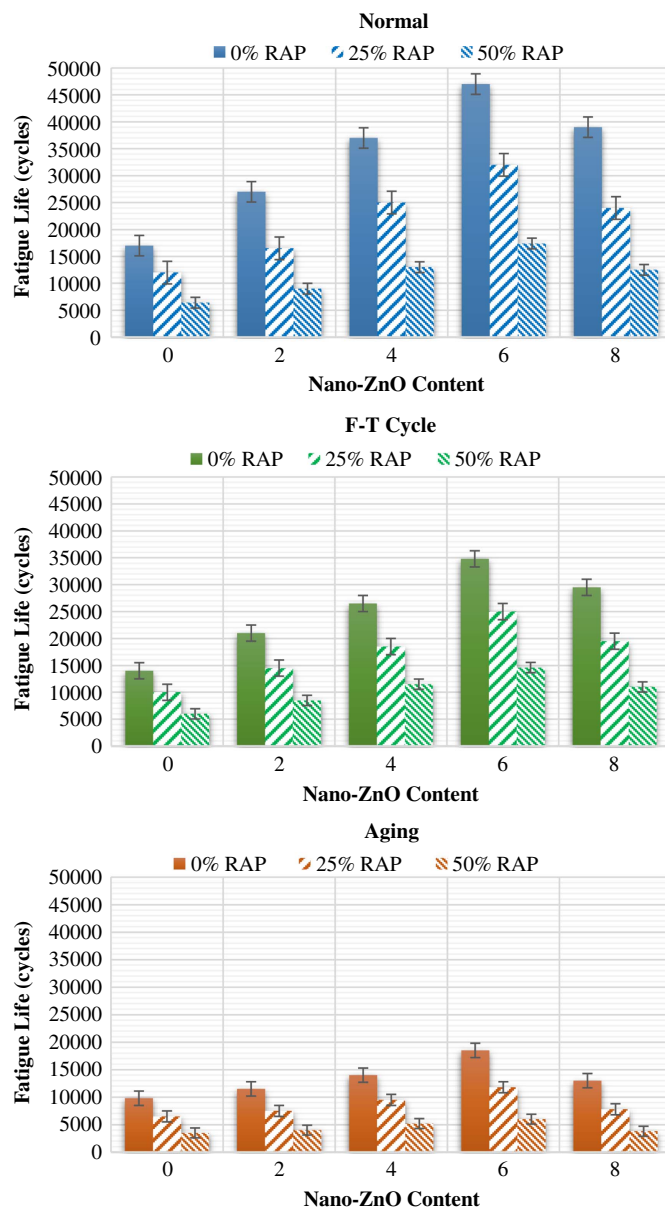 Normal
0% RAP 25% RAP 50% RAP
50000
45000
40000
35000
30000
25000
20000
15000
10000
5000
0
Fatigue Life (cycles)
0 2 4 6 8
Nano-ZnO Content
F-T Cycle
0% RAP 25% RAP 50% RAP
50000
45000
40000
35000
30000
25000
20000
15000
10000
5000
0
Fatigue Life (cycles)
0 2 4 6 8
Nano-ZnO Content
Aging
0% RAP 25% RAP 50% RAP
50000
45000
40000
35000
30000
25000
20000
15000
10000
5000
0
Fatigue Life (cycles)
0 2 4 6 8
Nano-ZnO Content